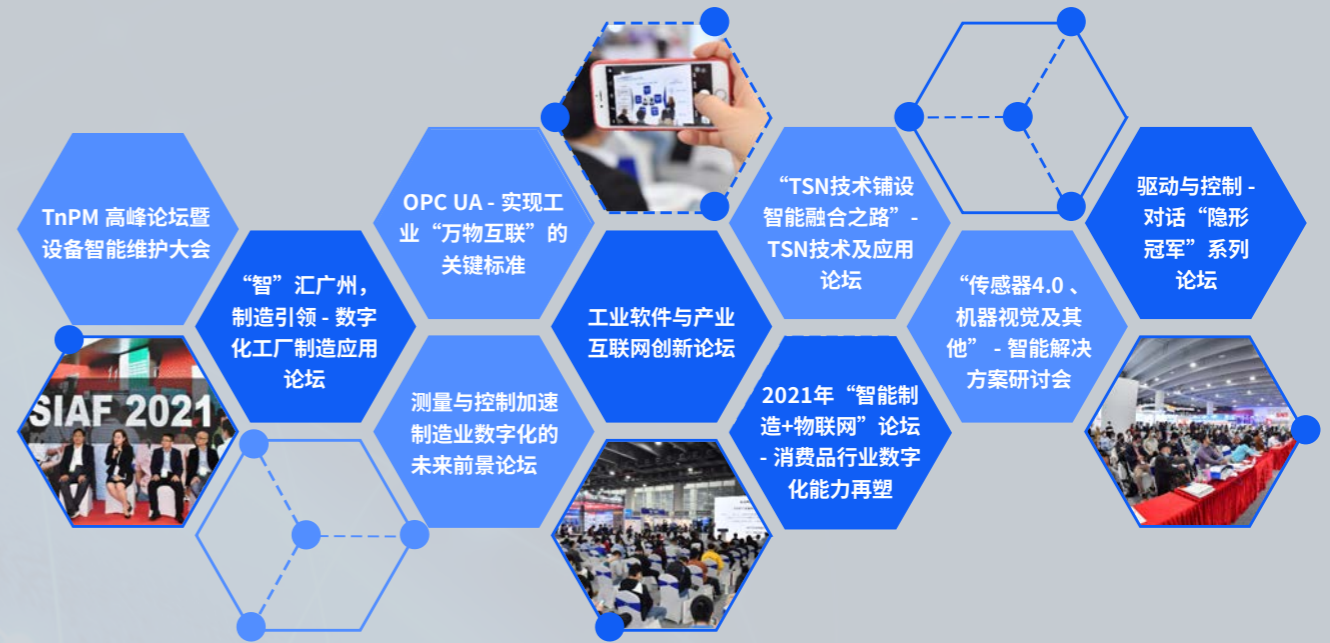 TnPM 高峰论坛暨
设备智能维护大会
SIAF 2021
“智”汇广州，
制造引领 - 数字
化工厂制造应用
论坛
OPC UA - 实现工
业“万物互联”的
关键标准
测量与控制加速
制造业数字化的
未来前景论坛
工业软件与产业
互联网创新论坛
“TSN技术铺设
智能融合之路”-
TSN技术及应用
论坛
2021年“智能制
造+物联网”论坛
- 消费品行业数字
化能力再塑
“传感器4.0 、
机器视觉及其
他” - 智能解决
方案研讨会
驱动与控制 -
对话“隐形
冠军”系列
论坛